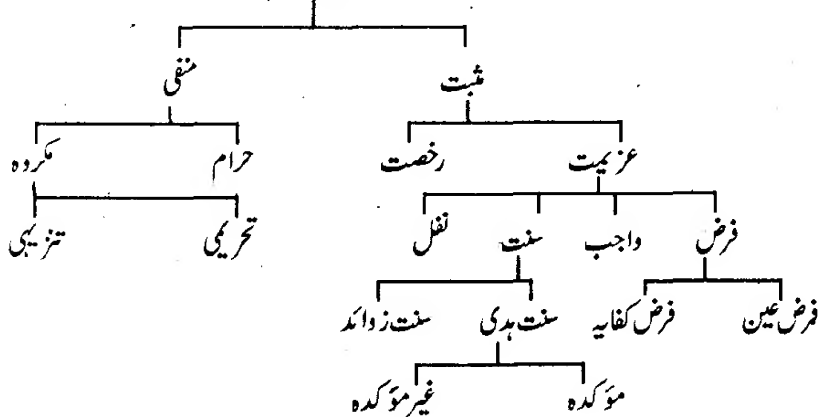 مثبت منفی
عزیمت رخصت حرام مکروہ
فرض واجب سنت نفل تحریمی تنزیہی
فرض عین فرض کفایہ سنت ہدی سنت زوائد
مؤکدہ غیر مؤکدہ